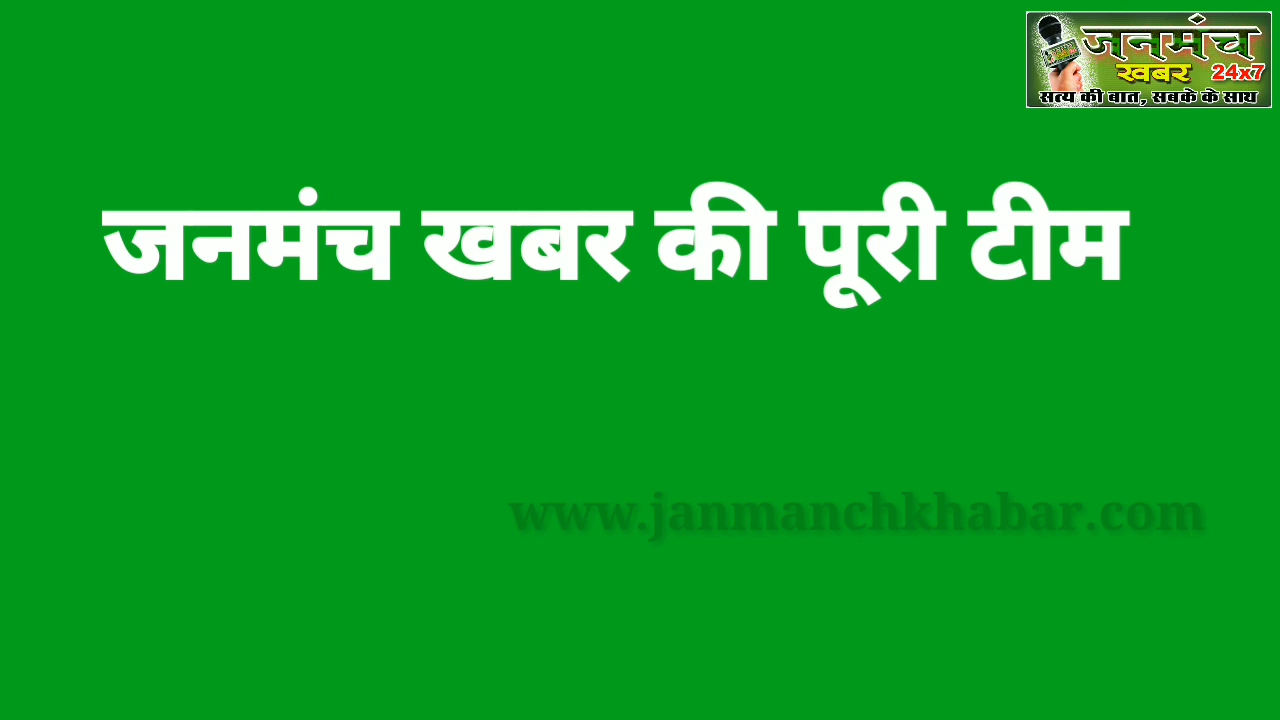 जनमंच
खबर 24x7
सत्य की बात, सबके के साथ
जनमंच खबर की पूरी टीम
www.janmanchkhabar.com